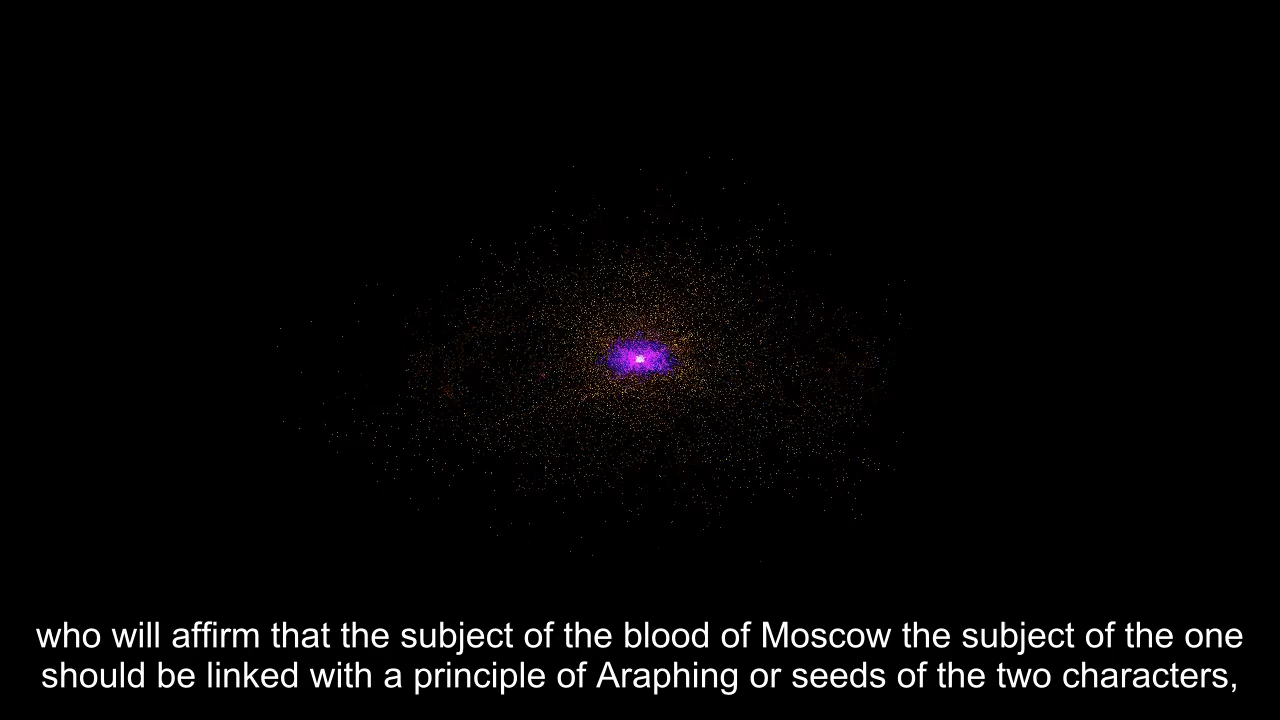 who will affirm that the subject of the blood of Moscow the subject of the one
should be linked with a principle of Araphing or seeds of the two characters,